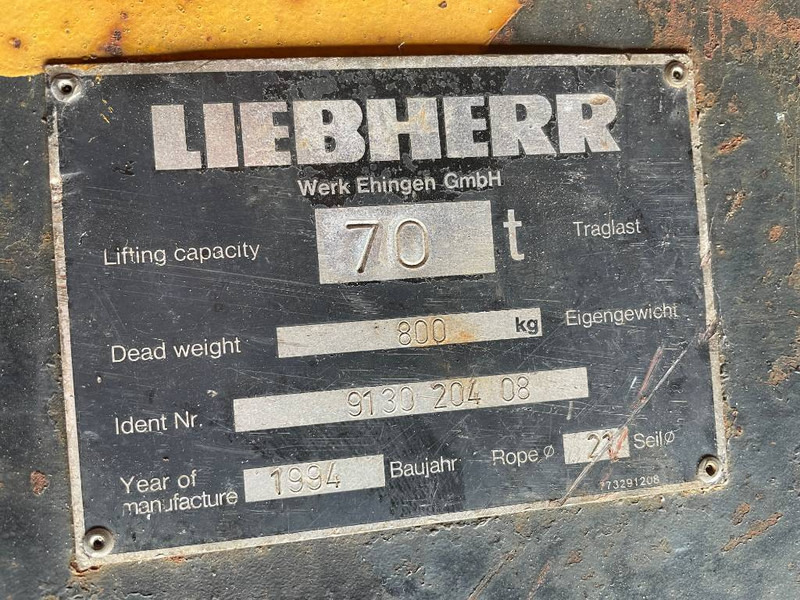 LIEBHERR
Werk Ehingen GmbH
Lifting capacity 70 t Traglast
Dead weight 800 kg Eigengewicht
Ident Nr. 9130 204 08
Year of manufacture 1994 Baujahr Rope ø 21 Seil ø
773291208